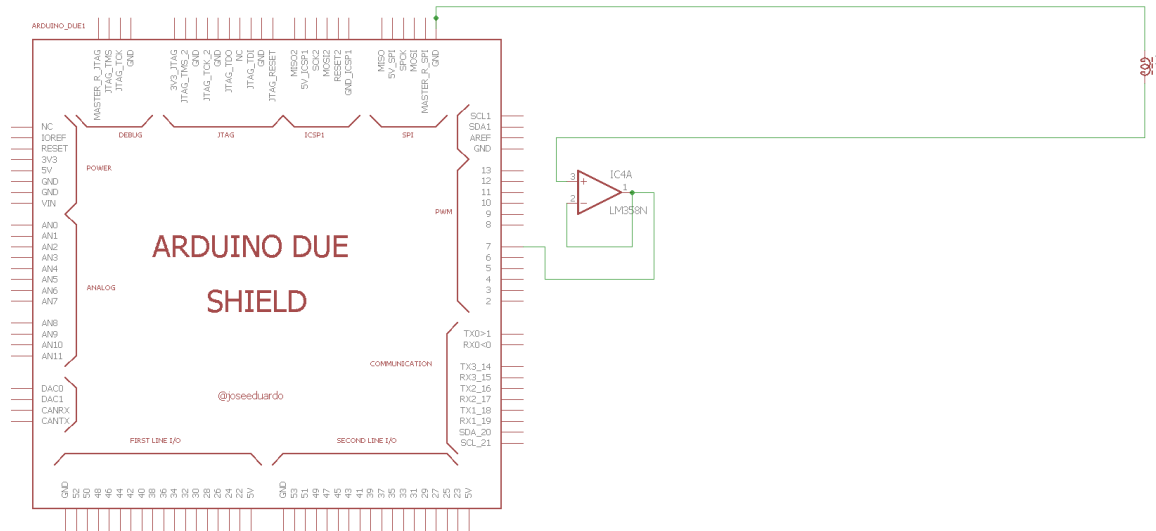 ARDUINO_DUE1
MASTER_R_JTAG
JTAG_TMS
JTAG_TCK
GND
3V3_JTAG
JTAG_TMS_2
GND
JTAG_TCK_2
GND
JTAG_TDO
NC
JTAG_TDI
GND
JTAG_RESET
MISO2
5V_ICSP1
SCK2
MOSI2
RESET2
GND_ICSP1
MISO
5V_SPI
SPCK
MOSI
MASTER_R_SPI
GND
DEBUG
JTAG
ICSP1
SPI
NC
IOREF
RESET
3V3
5V
GND
GND
VIN
POWER
AN0
AN1
AN2
AN3
AN4
AN5
AN6
AN7
ANALOG
AN8
AN9
AN10
AN11
DAC0
DAC1
CANRX
CANTX
ARDUINO DUE
SHIELD
@joseeduardo
SCL1
SDA1
AREF
GND
13
12
11
10
9
8
PWM
7
6
5
4
3
2
TX0>1
RX0<0
COMMUNICATION
TX3_14
RX3_15
TX2_16
RX2_17
TX1_18
RX1_19
SDA_20
SCL_21
3
2
+
−
1
IC4A
LM358N
FIRST LINE I/O
SECOND LINE I/O
GND
52
50
48
46
44
42
40
38
36
34
32
30
28
26
24
22
5V
GND
53
51
49
47
45
43
41
39
37
35
33
31
29
27
25
23
5V